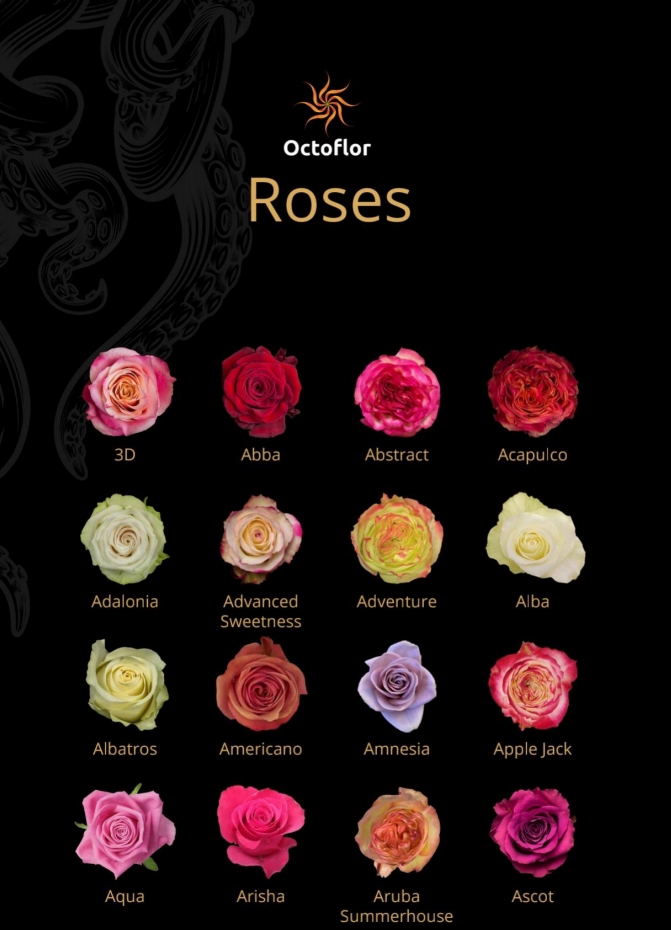 Octoflor
Roses
3D
Abba
Abstract
Acapulco
Adalonia
Advanced
Sweetness
Adventure
Alba
Albatros
Americano
Amnesia
Apple Jack
Aqua
Arisha
Aruba
Summerhouse
Ascot